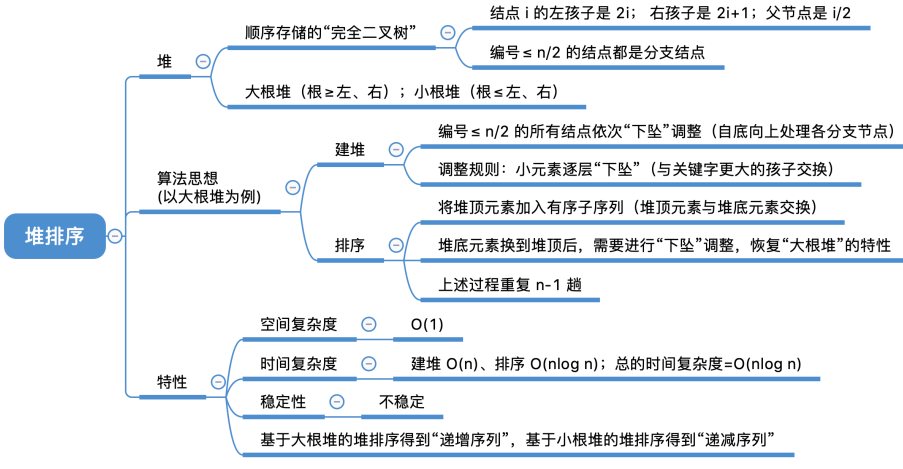 堆排序
堆
顺序存储的“完全二叉树”
结点 i 的左孩子是 2i； 右孩子是 2i+1；父节点是 i/2
编号≤ n/2 的结点都是分支结点
大根堆（根≥左、右）；小根堆（根≤左、右）
算法思想
(以大根堆为例)
建堆
编号≤ n/2 的所有结点依次“下坠”调整（自底向上处理各分支节点）
调整规则：小元素逐层“下坠”（与关键字更大的孩子交换）
排序
将堆顶元素加入有序子序列（堆顶元素与堆底元素交换）
堆底元素换到堆顶后，需要进行“下坠”调整，恢复“大根堆”的特性
上述过程重复 n-1 趟
特性
空间复杂度
O(1)
时间复杂度
建堆 O(n)、排序 O(nlog n)；总的时间复杂度=O(nlog n)
稳定性
不稳定
基于大根堆的堆排序得到“递增序列”，基于小根堆的堆排序得到“递减序列”